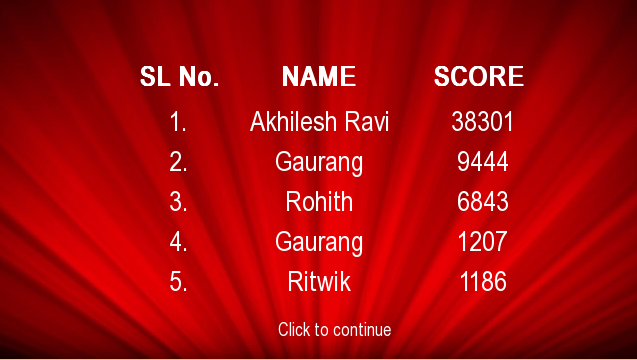 SL No. NAME SCORE
1. Akhilesh Ravi 38301
2. Gaurang 9444
3. Rohith 6843
4. Gaurang 1207
5. Ritwik 1186
Click to continue